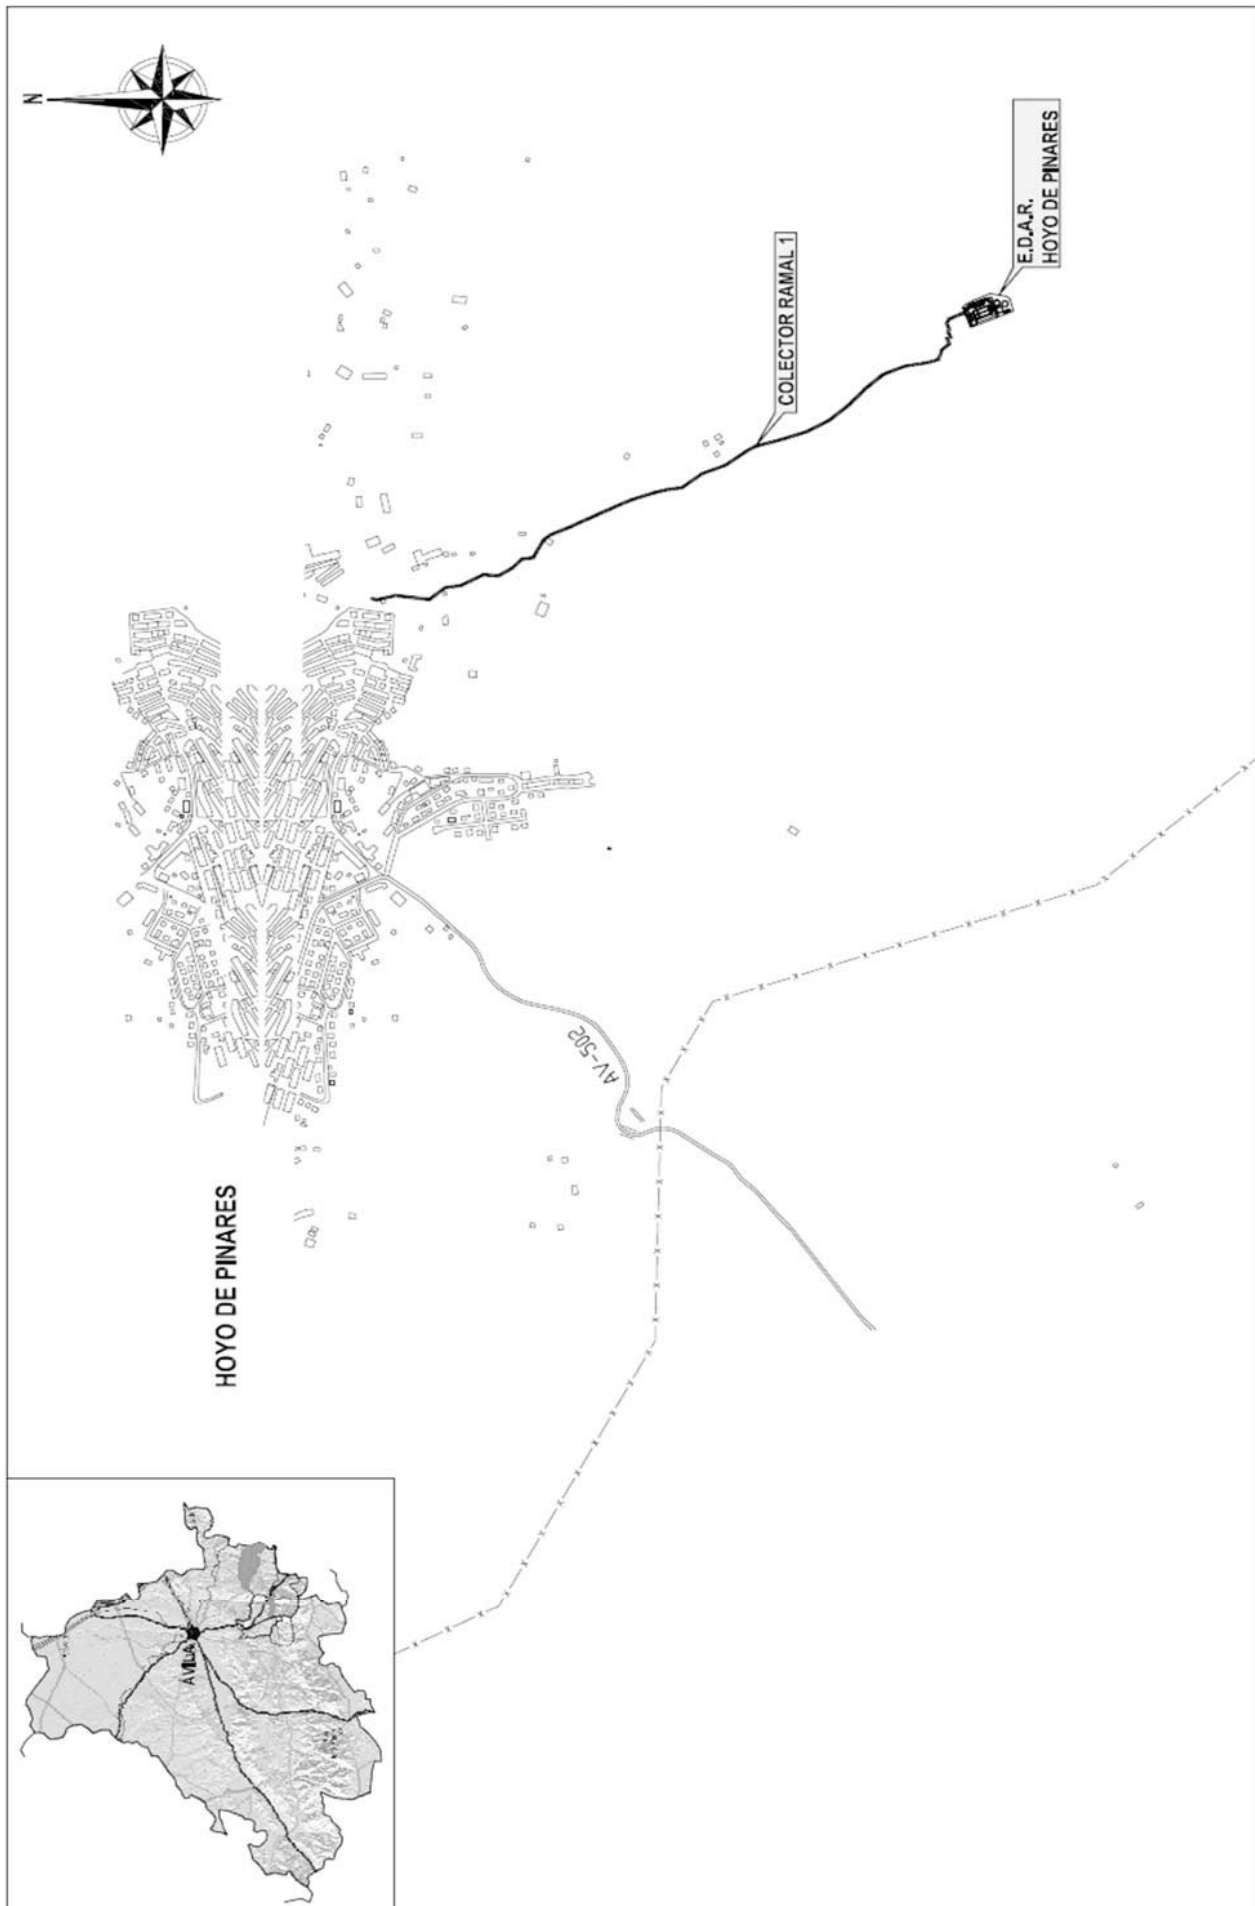 N
E.D.A.R.
HOYO DE PINARES
COLECTOR RAMAL 1
AV-502
HOYO DE PINARES
ÁVILA